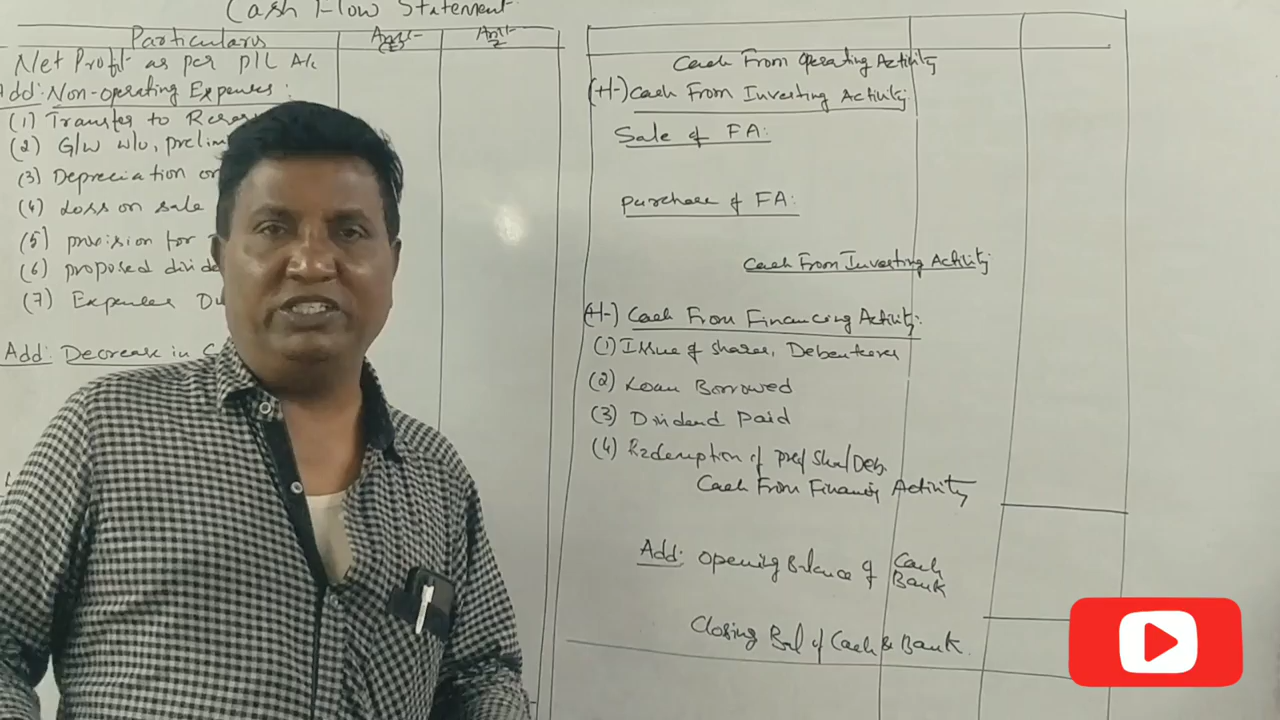 Cash Flow Statement
Particulars Amt- Amt-
Net Profit as per P/L A/c
Add: Non-operating Expenses:
(1) Transfer to
(2) G/w w/o,
(3) Depreciation
(4) Loss on sale
(5) provision for
(6) proposed
(7) Expenses
Add: Decrease in
Cash From Operating Activity
(+/-) Cash From Investing Activity:
Sale of FA:
purchase of FA:
Cash From Investing Activity
(+/-) Cash From Financing Activity:
(1) Issue of shares, Debentures
(2) Loan Borrowed
(3) Dividend Paid
(4) Redemption of pref Share/Deb.
Cash From Financing Activity
Add: Opening Balance of Cash
Bank
Closing Bal of Cash & Bank